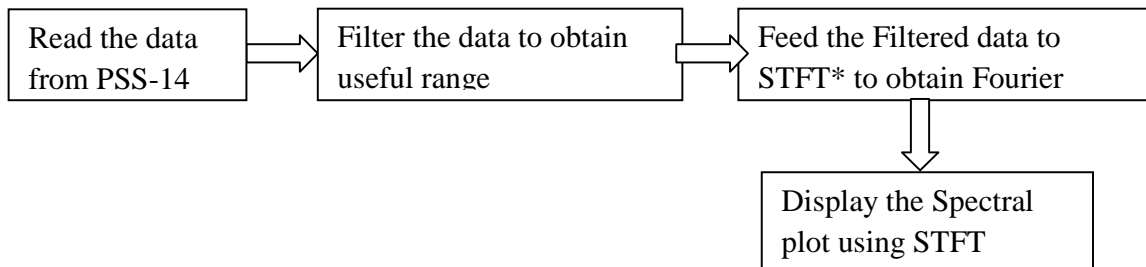 Read the data
from PSS-14
Filter the data to obtain
useful range
Feed the Filtered data to
STFT* to obtain Fourier
Display the Spectral
plot using STFT